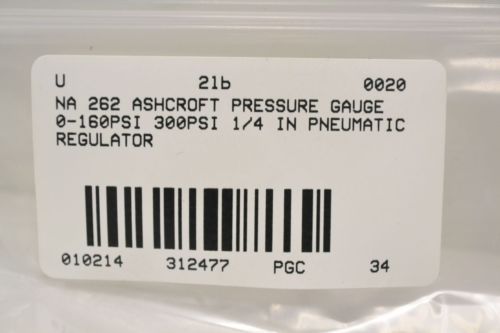 U 21b 0020
NA 262 ASHCROFT PRESSURE GAUGE
0-160PSI 300PSI 1/4 IN PNEUMATIC
REGULATOR
010214 312477 PGC 34